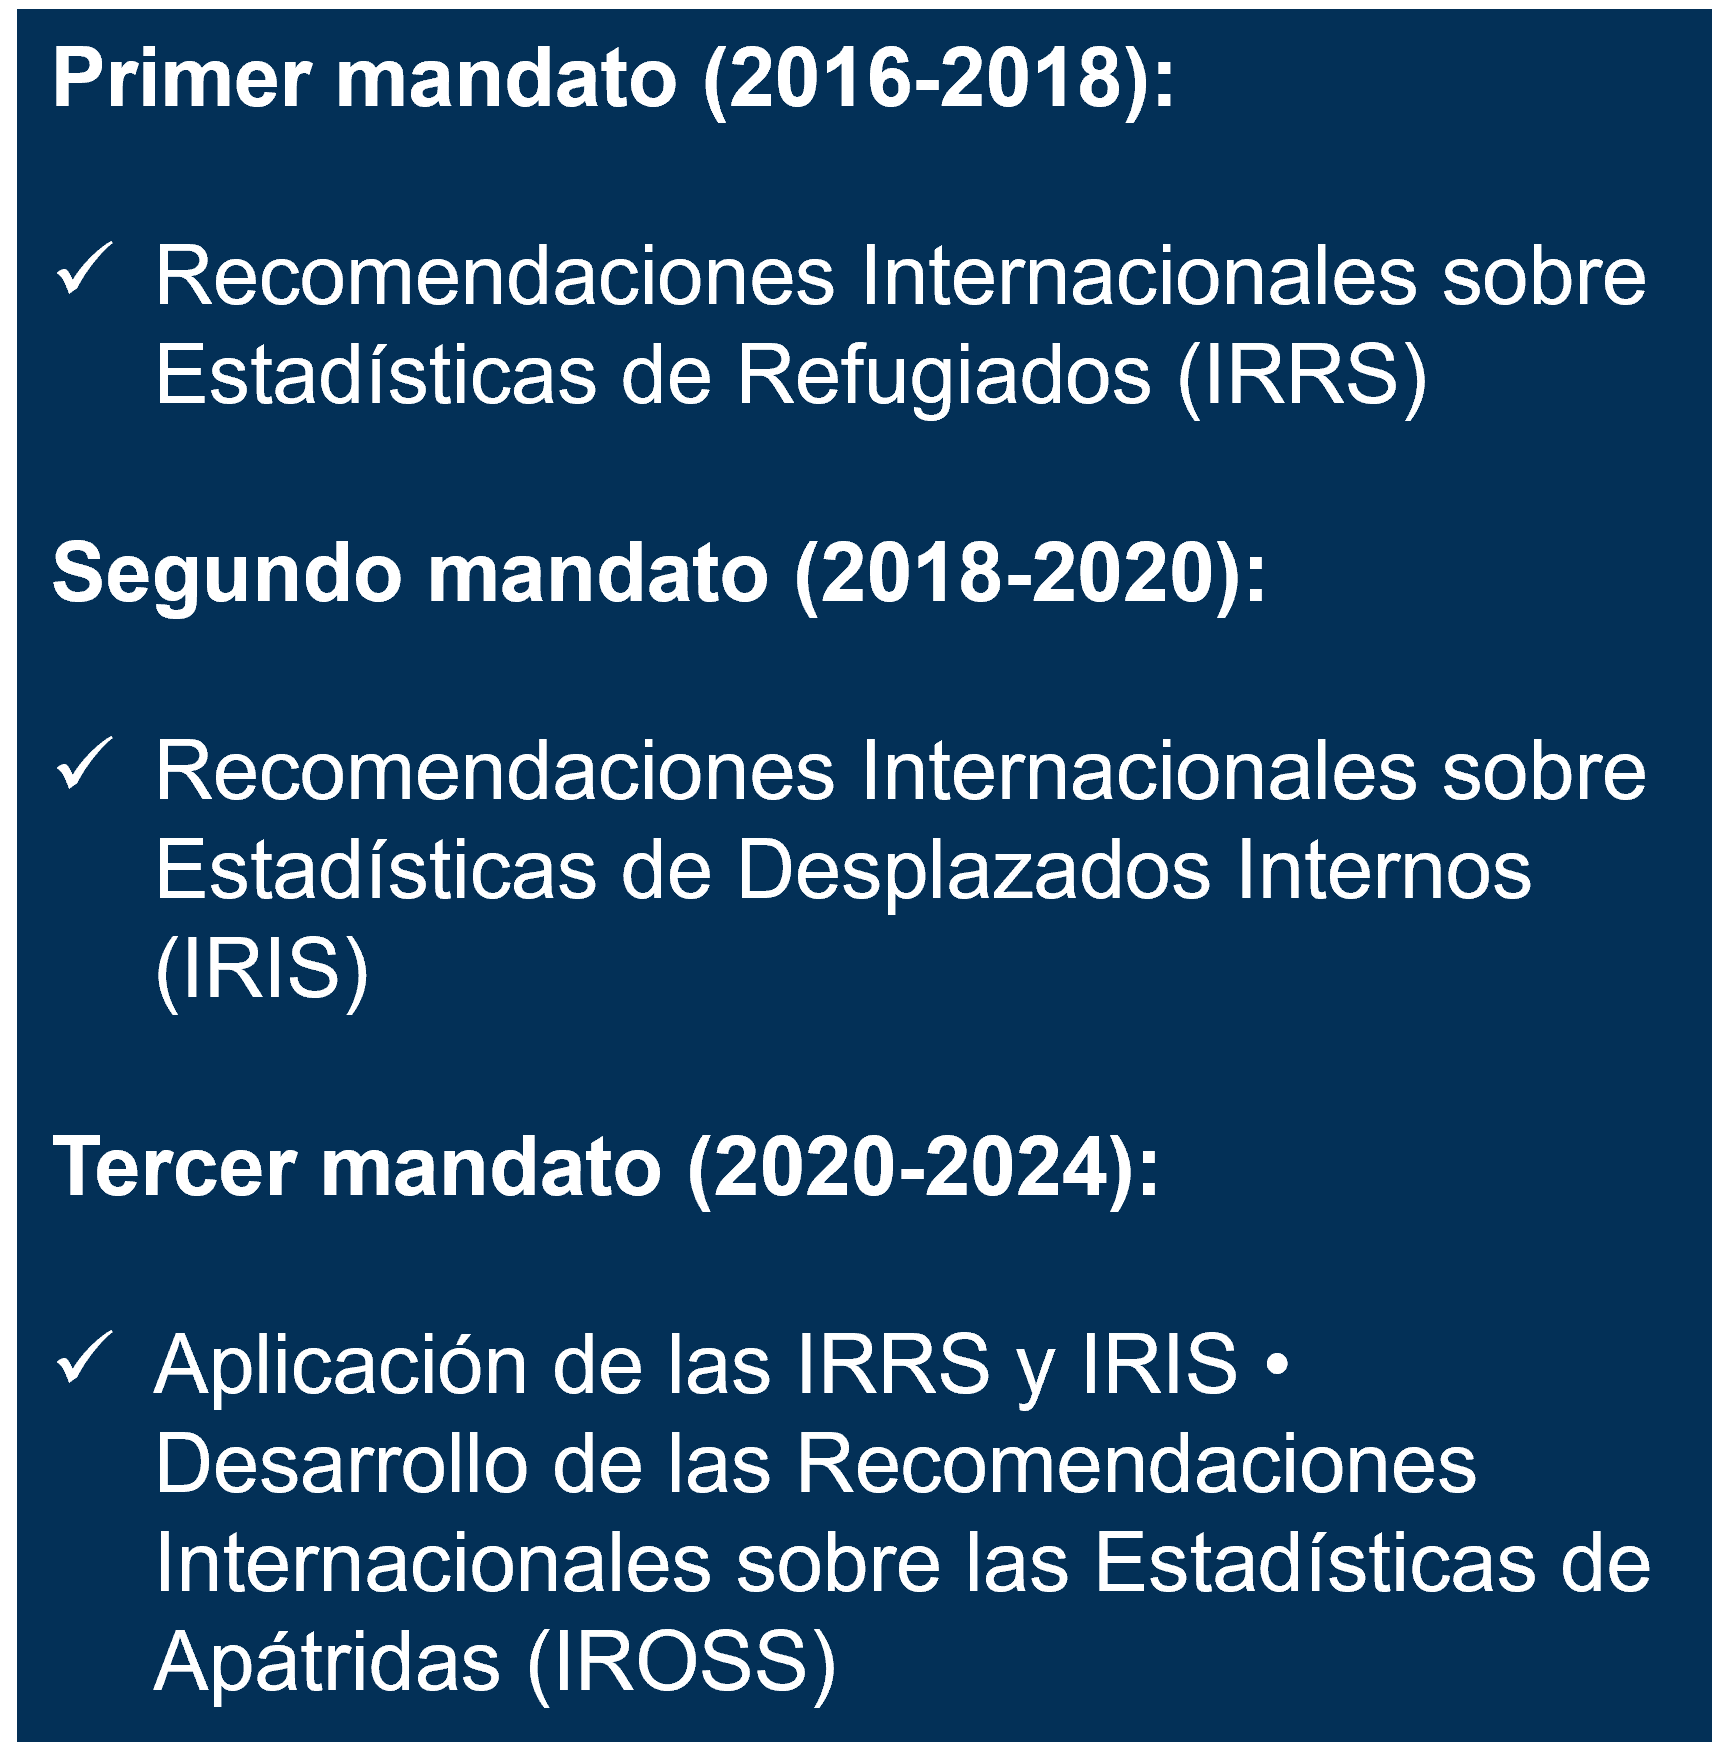 Primer mandato (2016-2018):
✓ Recomendaciones Internacionales sobre
Estadísticas de Refugiados (IRRS)
Segundo mandato (2018-2020):
✓ Recomendaciones Internacionales sobre
Estadísticas de Desplazados Internos
(IRIS)
Tercer mandato (2020-2024):
✓ Aplicación de las IRRS y IRIS •
Desarrollo de las Recomendaciones
Internacionales sobre las Estadísticas de
Apátridas (IROSS)